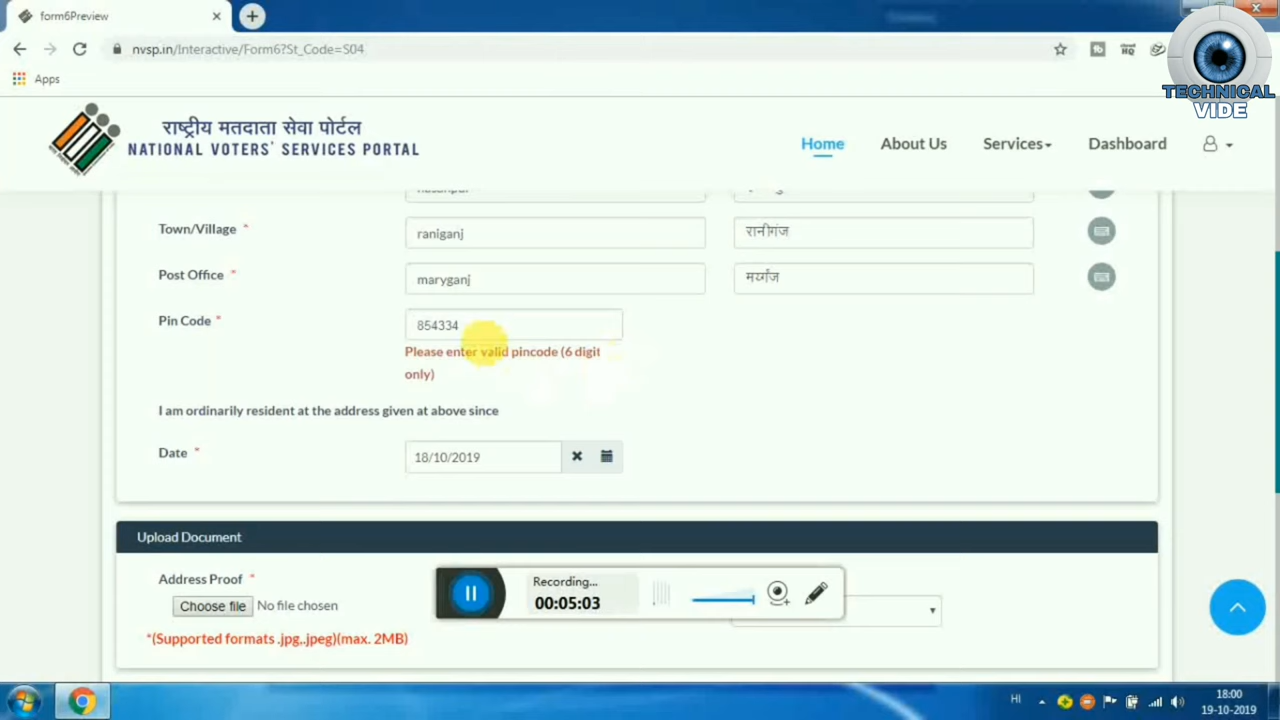 form6Preview
nvsp.in/Interactive/Form6?St_Code=S04
Apps
TECHNICAL
VIDE
राष्ट्रीय मतदाता सेवा पोर्टल
NATIONAL VOTERS' SERVICES PORTAL
Home About Us Services Dashboard
Town/Village * raniganj रानीगंज
Post Office * maryganj मर्य्गंज
Pin Code * 854334
Please enter valid pincode (6 digit
only)
I am ordinarily resident at the address given at above since
Date * 18/10/2019
Upload Document
Address Proof *
Choose file No file chosen
*(Supported formats .jpg,.jpeg)(max. 2MB)
Recording...
00:05:03
HI
18:00
19-10-2019